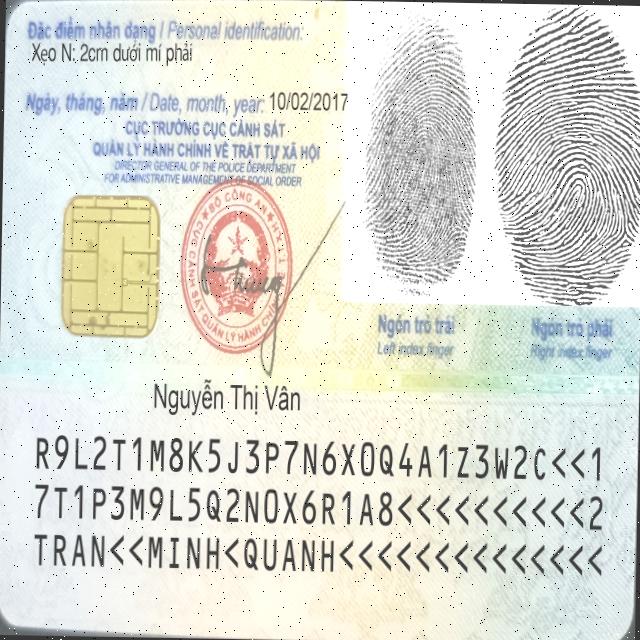 Đặc điểm nhân dạng / Personal identification:
Xẹo N: 2cm dưới mí phải
Ngày, tháng, năm / Date, month, year: 10/02/2017
CỤC TRƯỞNG CỤC CẢNH SÁT
QUẢN LÝ HÀNH CHÍNH VỀ TRẬT TỰ XÃ HỘI
DIRECTOR GENERAL OF THE POLICE DEPARTMENT
FOR ADMINISTRATIVE MANAGEMENT OF SOCIAL ORDER
BỘ CÔNG AN
CỤC CẢNH SÁT QUẢN LÝ HÀNH CHÍNH
Ngón trỏ trái
Left index finger
Ngón trỏ phải
Right index finger
Nguyễn Thị Vân
R9L2T1M8K5J3P7N6X0Q4A1Z3W2C<<1
7T1P3M9L5Q2N0X6R1A8<<<<<<<<<<2
TRAN<<MINH<QUANH<<<<<<<<<<<<<<